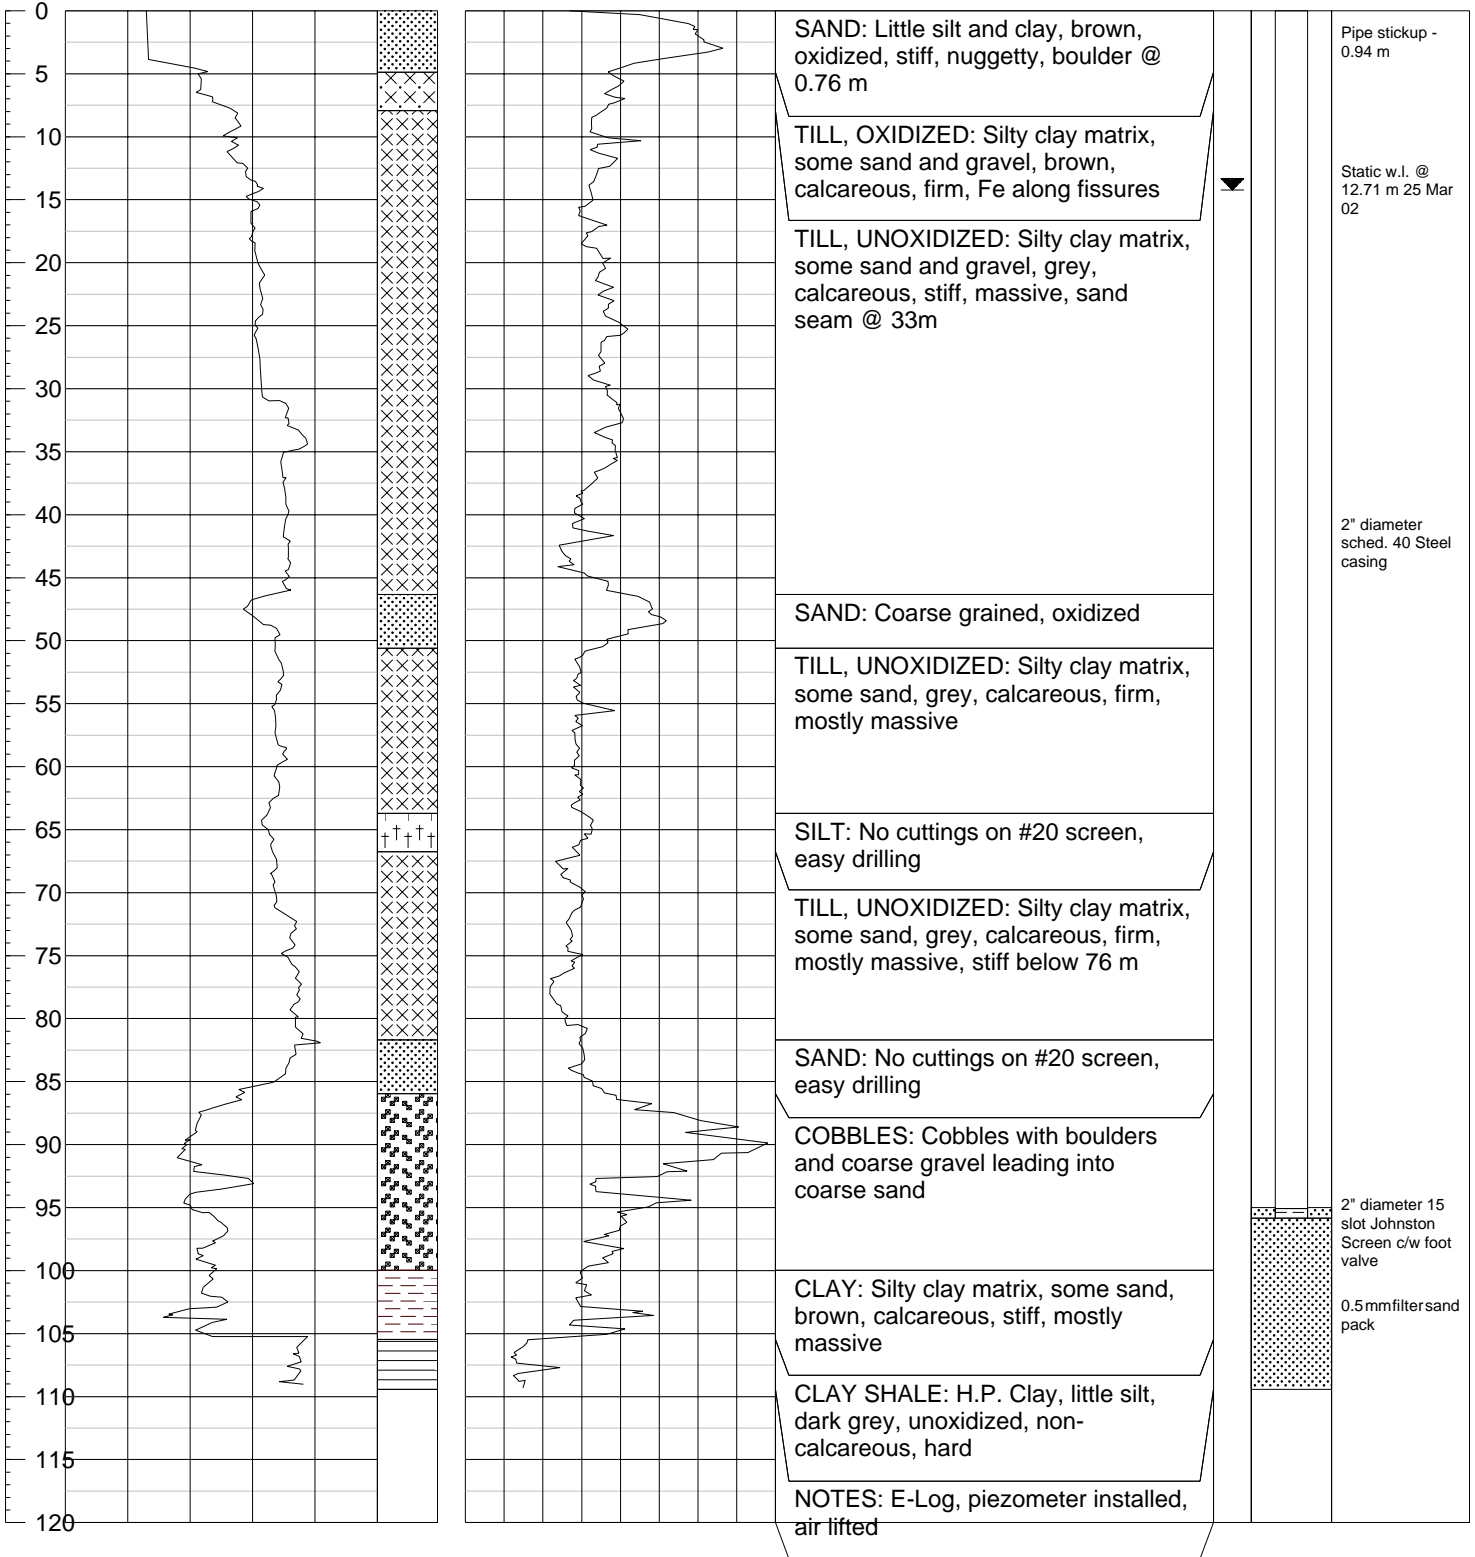 0
5
10
15
20
25
30
35
40
45
50
55
60
65
70
75
80
85
90
95
100
105
110
115
120
SAND: Little silt and clay, brown,
oxidized, stiff, nuggetty, boulder @
0.76 m
TILL, OXIDIZED: Silty clay matrix,
some sand and gravel, brown,
calcareous, firm, Fe along fissures
TILL, UNOXIDIZED: Silty clay matrix,
some sand and gravel, grey,
calcareous, stiff, massive, sand
seam @ 33m
SAND: Coarse grained, oxidized
TILL, UNOXIDIZED: Silty clay matrix,
some sand, grey, calcareous, firm,
mostly massive
SILT: No cuttings on #20 screen,
easy drilling
TILL, UNOXIDIZED: Silty clay matrix,
some sand, grey, calcareous, firm,
mostly massive, stiff below 76 m
SAND: No cuttings on #20 screen,
easy drilling
COBBLES: Cobbles with boulders
and coarse gravel leading into
coarse sand
CLAY: Silty clay matrix, some sand,
brown, calcareous, stiff, mostly
massive
CLAY SHALE: H.P. Clay, little silt,
dark grey, unoxidized, non-
calcareous, hard
NOTES: E-Log, piezometer installed,
air lifted
Pipe stickup -
0.94 m
Static w.l. @
12.71 m 25 Mar
02
2" diameter
sched. 40 Steel
casing
2" diameter 15
slot Johnston
Screen c/w foot
valve
0.5 mm filter sand
pack